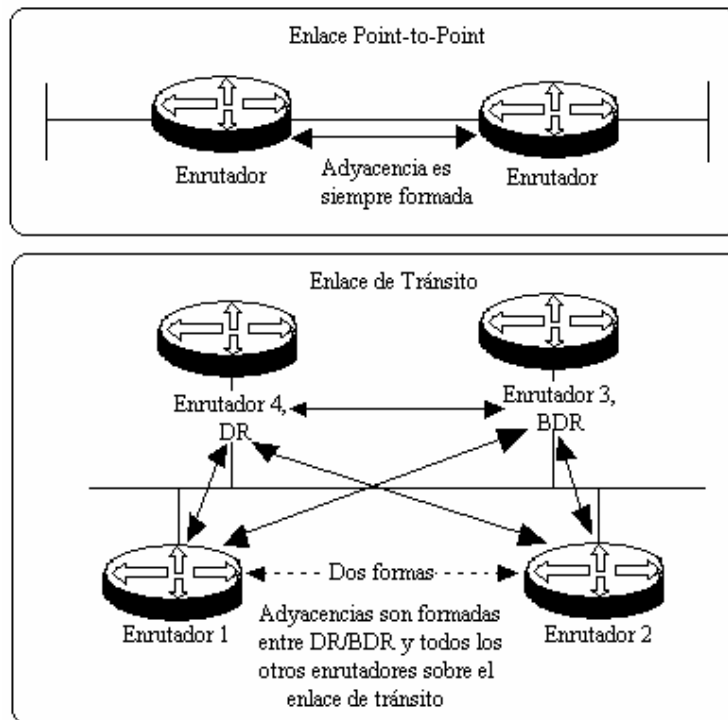 Enlace Point-to-Point
Enrutador
Adyacencia es
siempre formada
Enrutador
Enlace de Tránsito
Enrutador 4,
DR
Enrutador 3,
BDR
Dos formas
Enrutador 1
Adyacencias son formadas
entre DR/BDR y todos los
otros enrutadores sobre el
enlace de tránsito
Enrutador 2